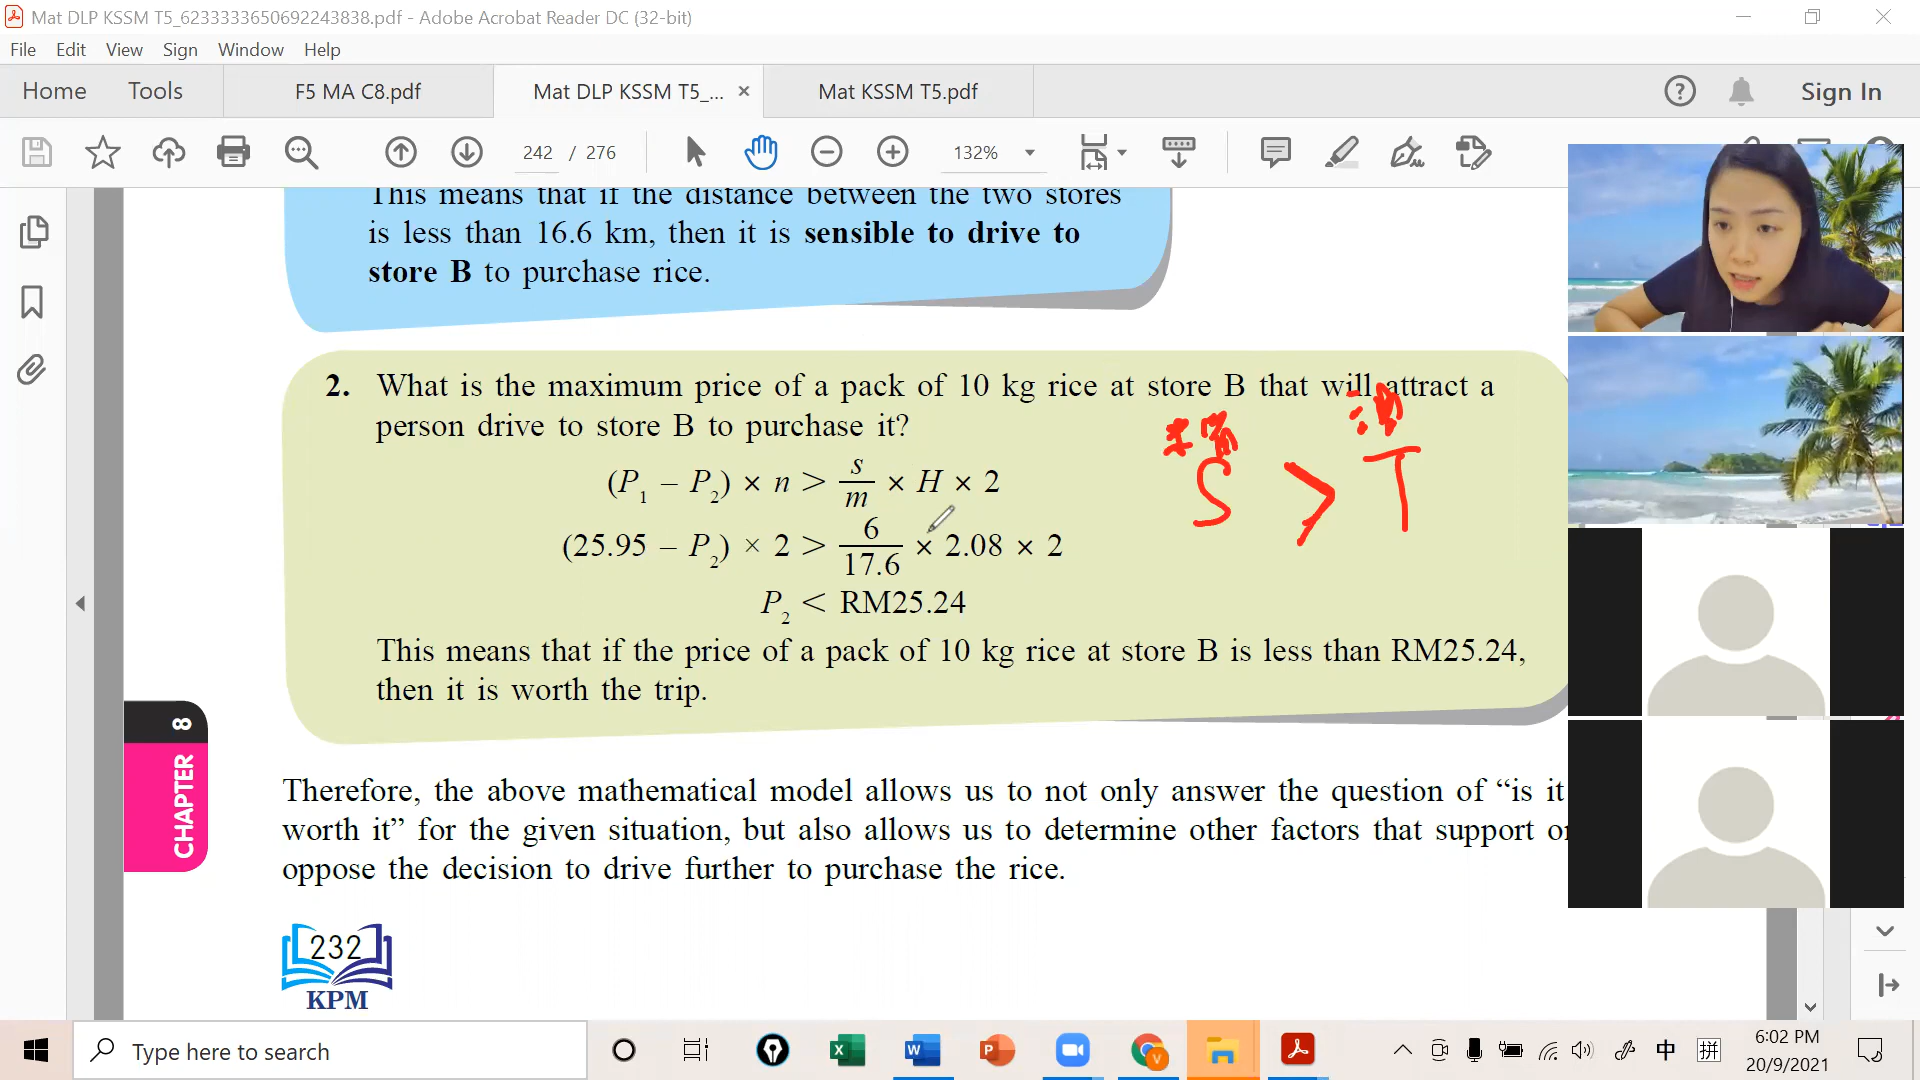 Mat DLP KSSM T5_6233333650692243838.pdf - Adobe Acrobat Reader DC (32-bit)
File Edit View Sign Window Help
Home Tools F5 MA C8.pdf Mat DLP KSSM T5_... × Mat KSSM T5.pdf Sign In
242 / 276 132%
This means that if the distance between the two stores
is less than 16.6 km, then it is sensible to drive to
store B to purchase rice.
2. What is the maximum price of a pack of 10 kg rice at store B that will attract a
person drive to store B to purchase it?
(P₁ – P₂) × n > s/m × H × 2
S > T
(25.95 – P₂) × 2 > 6/17.6 × 2.08 × 2
P₂ < RM25.24
This means that if the price of a pack of 10 kg rice at store B is less than RM25.24,
then it is worth the trip.
CHAPTER 8
Therefore, the above mathematical model allows us to not only answer the question of “is it
worth it” for the given situation, but also allows us to determine other factors that support or
oppose the decision to drive further to purchase the rice.
232
KPM
Type here to search
中 拼
6:02 PM
20/9/2021